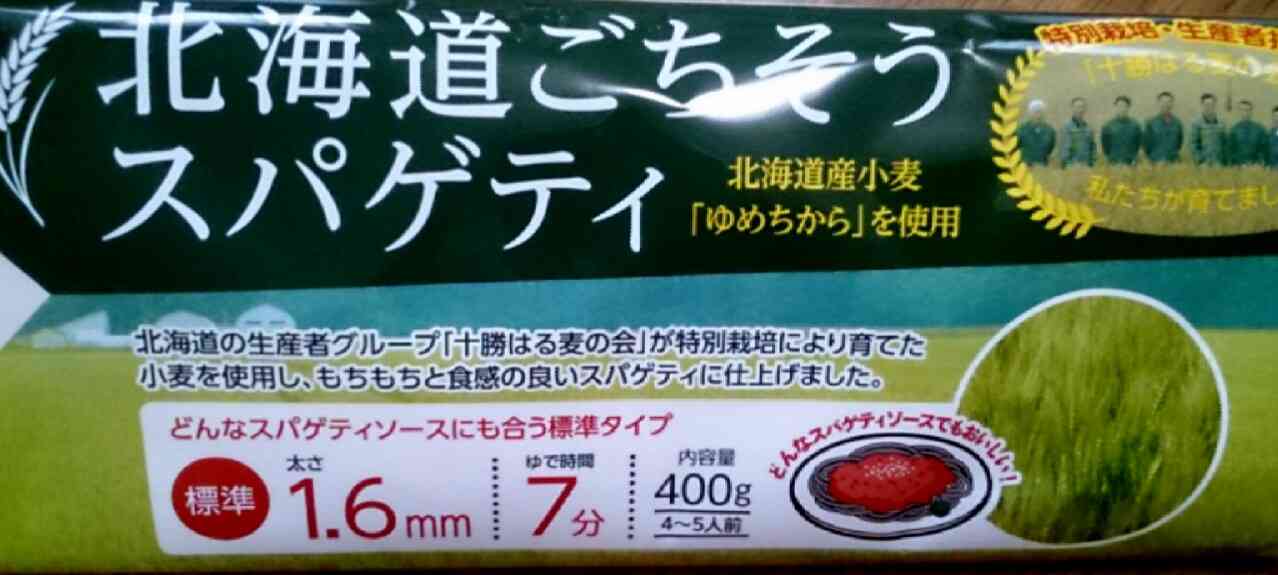 北海道ごちそう
スパゲティ
北海道産小麦
「ゆめちから」を使用
特別栽培・生産者
「十勝はる麦の
私たちが育てまし
北海道の生産者グループ「十勝はる麦の会」が特別栽培により育てた
小麦を使用し、もちもちと食感の良いスパゲティに仕上げました。
どんなスパゲティソースにも合う標準タイプ
標準
太さ
1.6mm
ゆで時間
7分
内容量
400g
4〜5人前
どんなスパゲティソースでもおいしい!